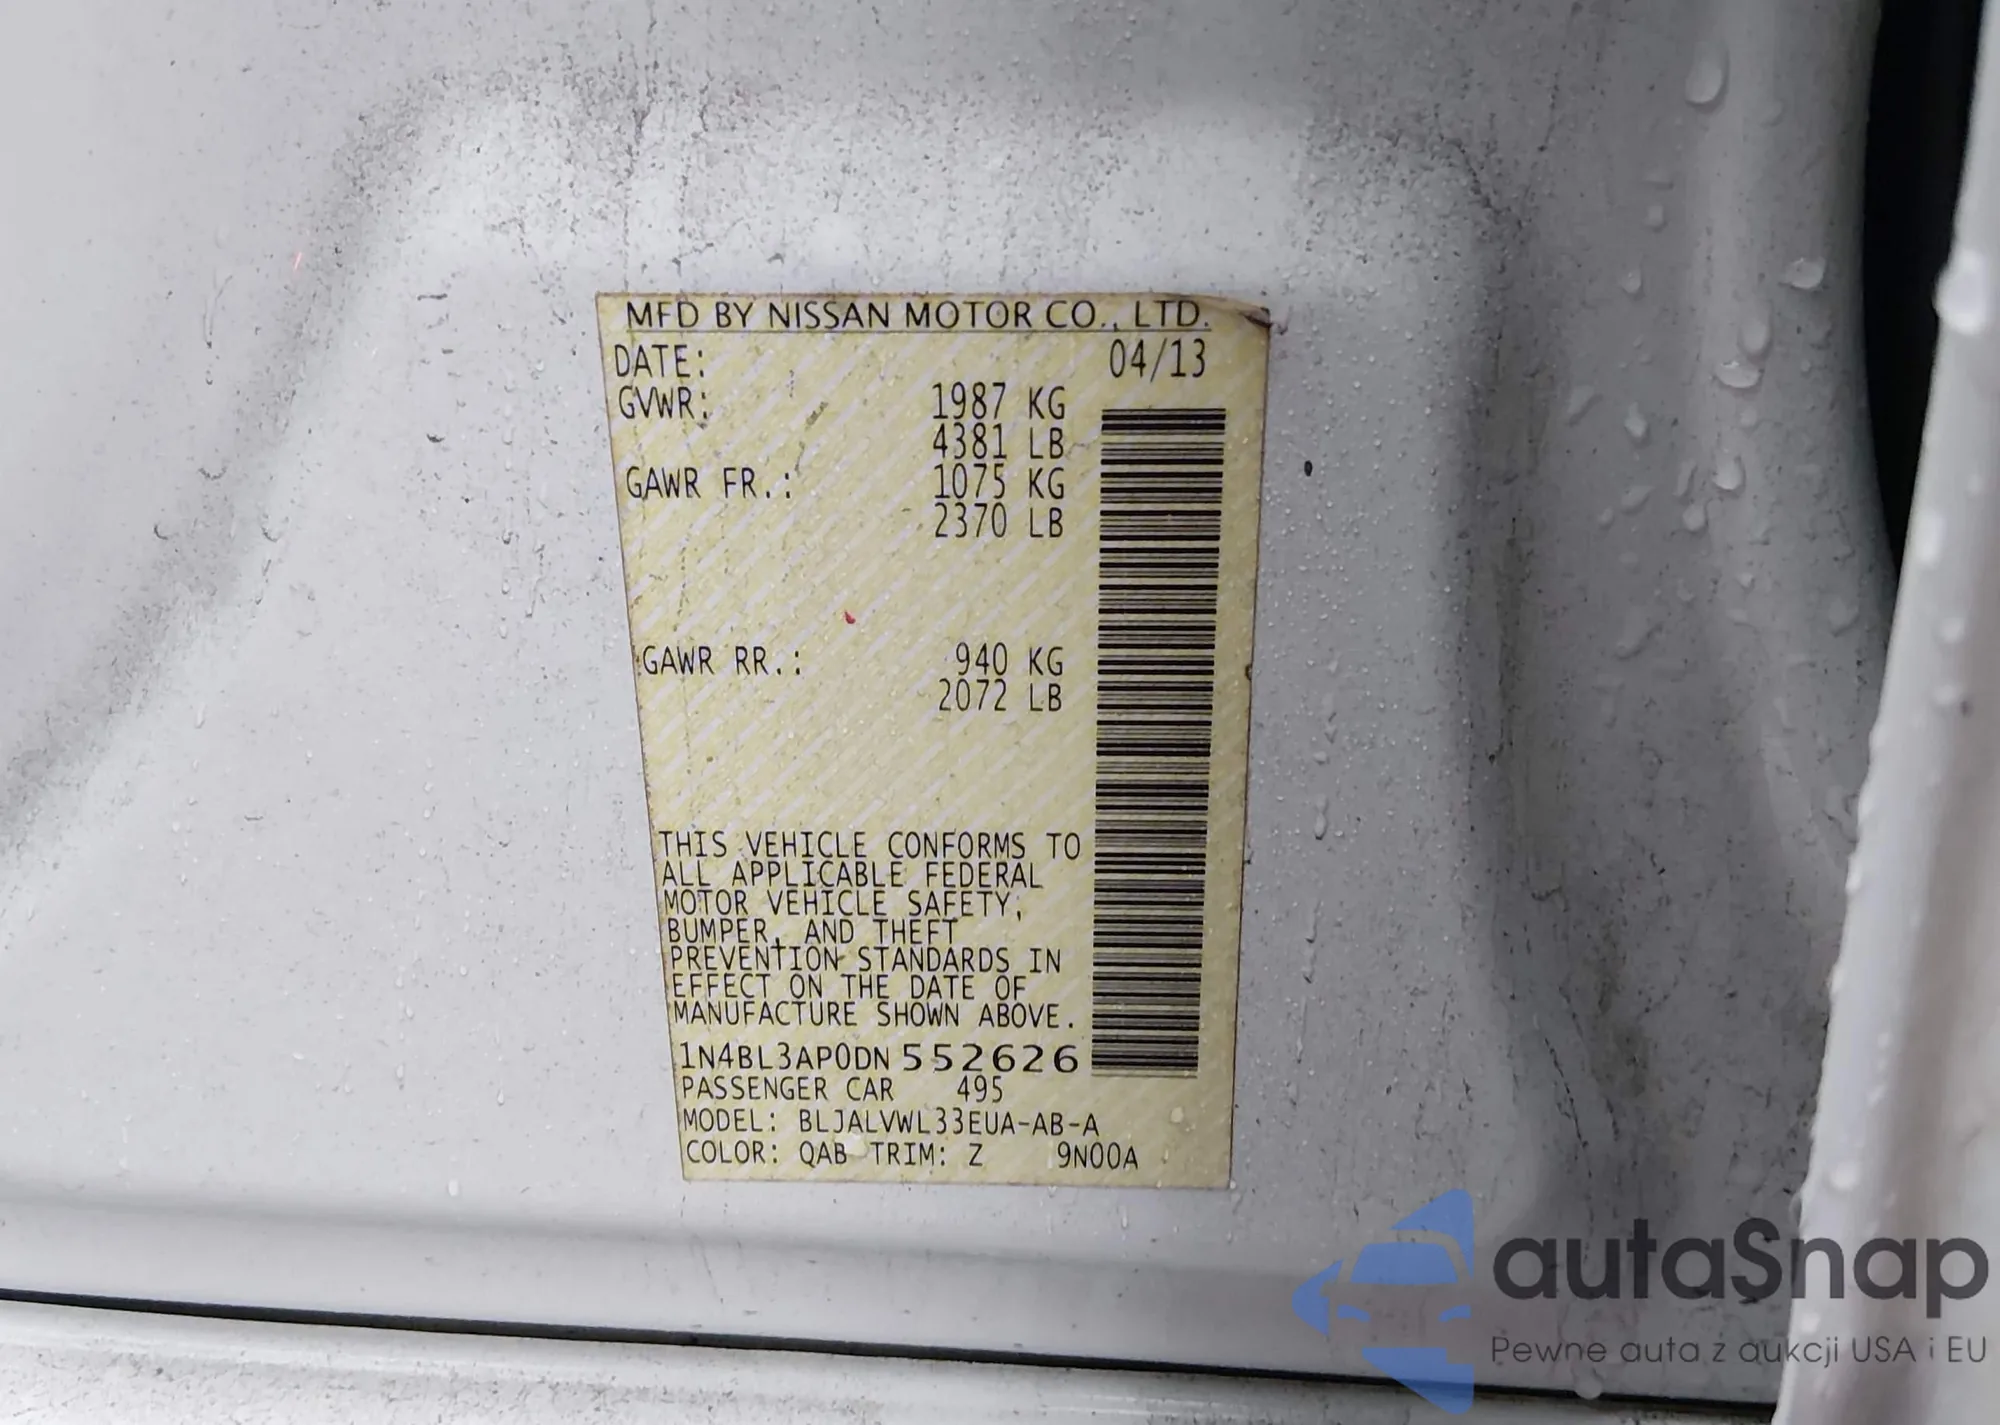 MFD BY NISSAN MOTOR CO., LTD.
DATE: 04/13
GVWR: 1987 KG
4381 LB
GAWR FR.: 1075 KG
2370 LB
GAWR RR.: 940 KG
2072 LB
THIS VEHICLE CONFORMS TO
ALL APPLICABLE FEDERAL
MOTOR VEHICLE SAFETY,
BUMPER, AND THEFT
PREVENTION STANDARDS IN
EFFECT ON THE DATE OF
MANUFACTURE SHOWN ABOVE.
1N4BL3AP0DN552626
PASSENGER CAR 495
MODEL: BLJALVWL33EUA-AB-A
COLOR: QAB TRIM: Z 9N00A
autaSnap
Pewne auta z aukcji USA i EU